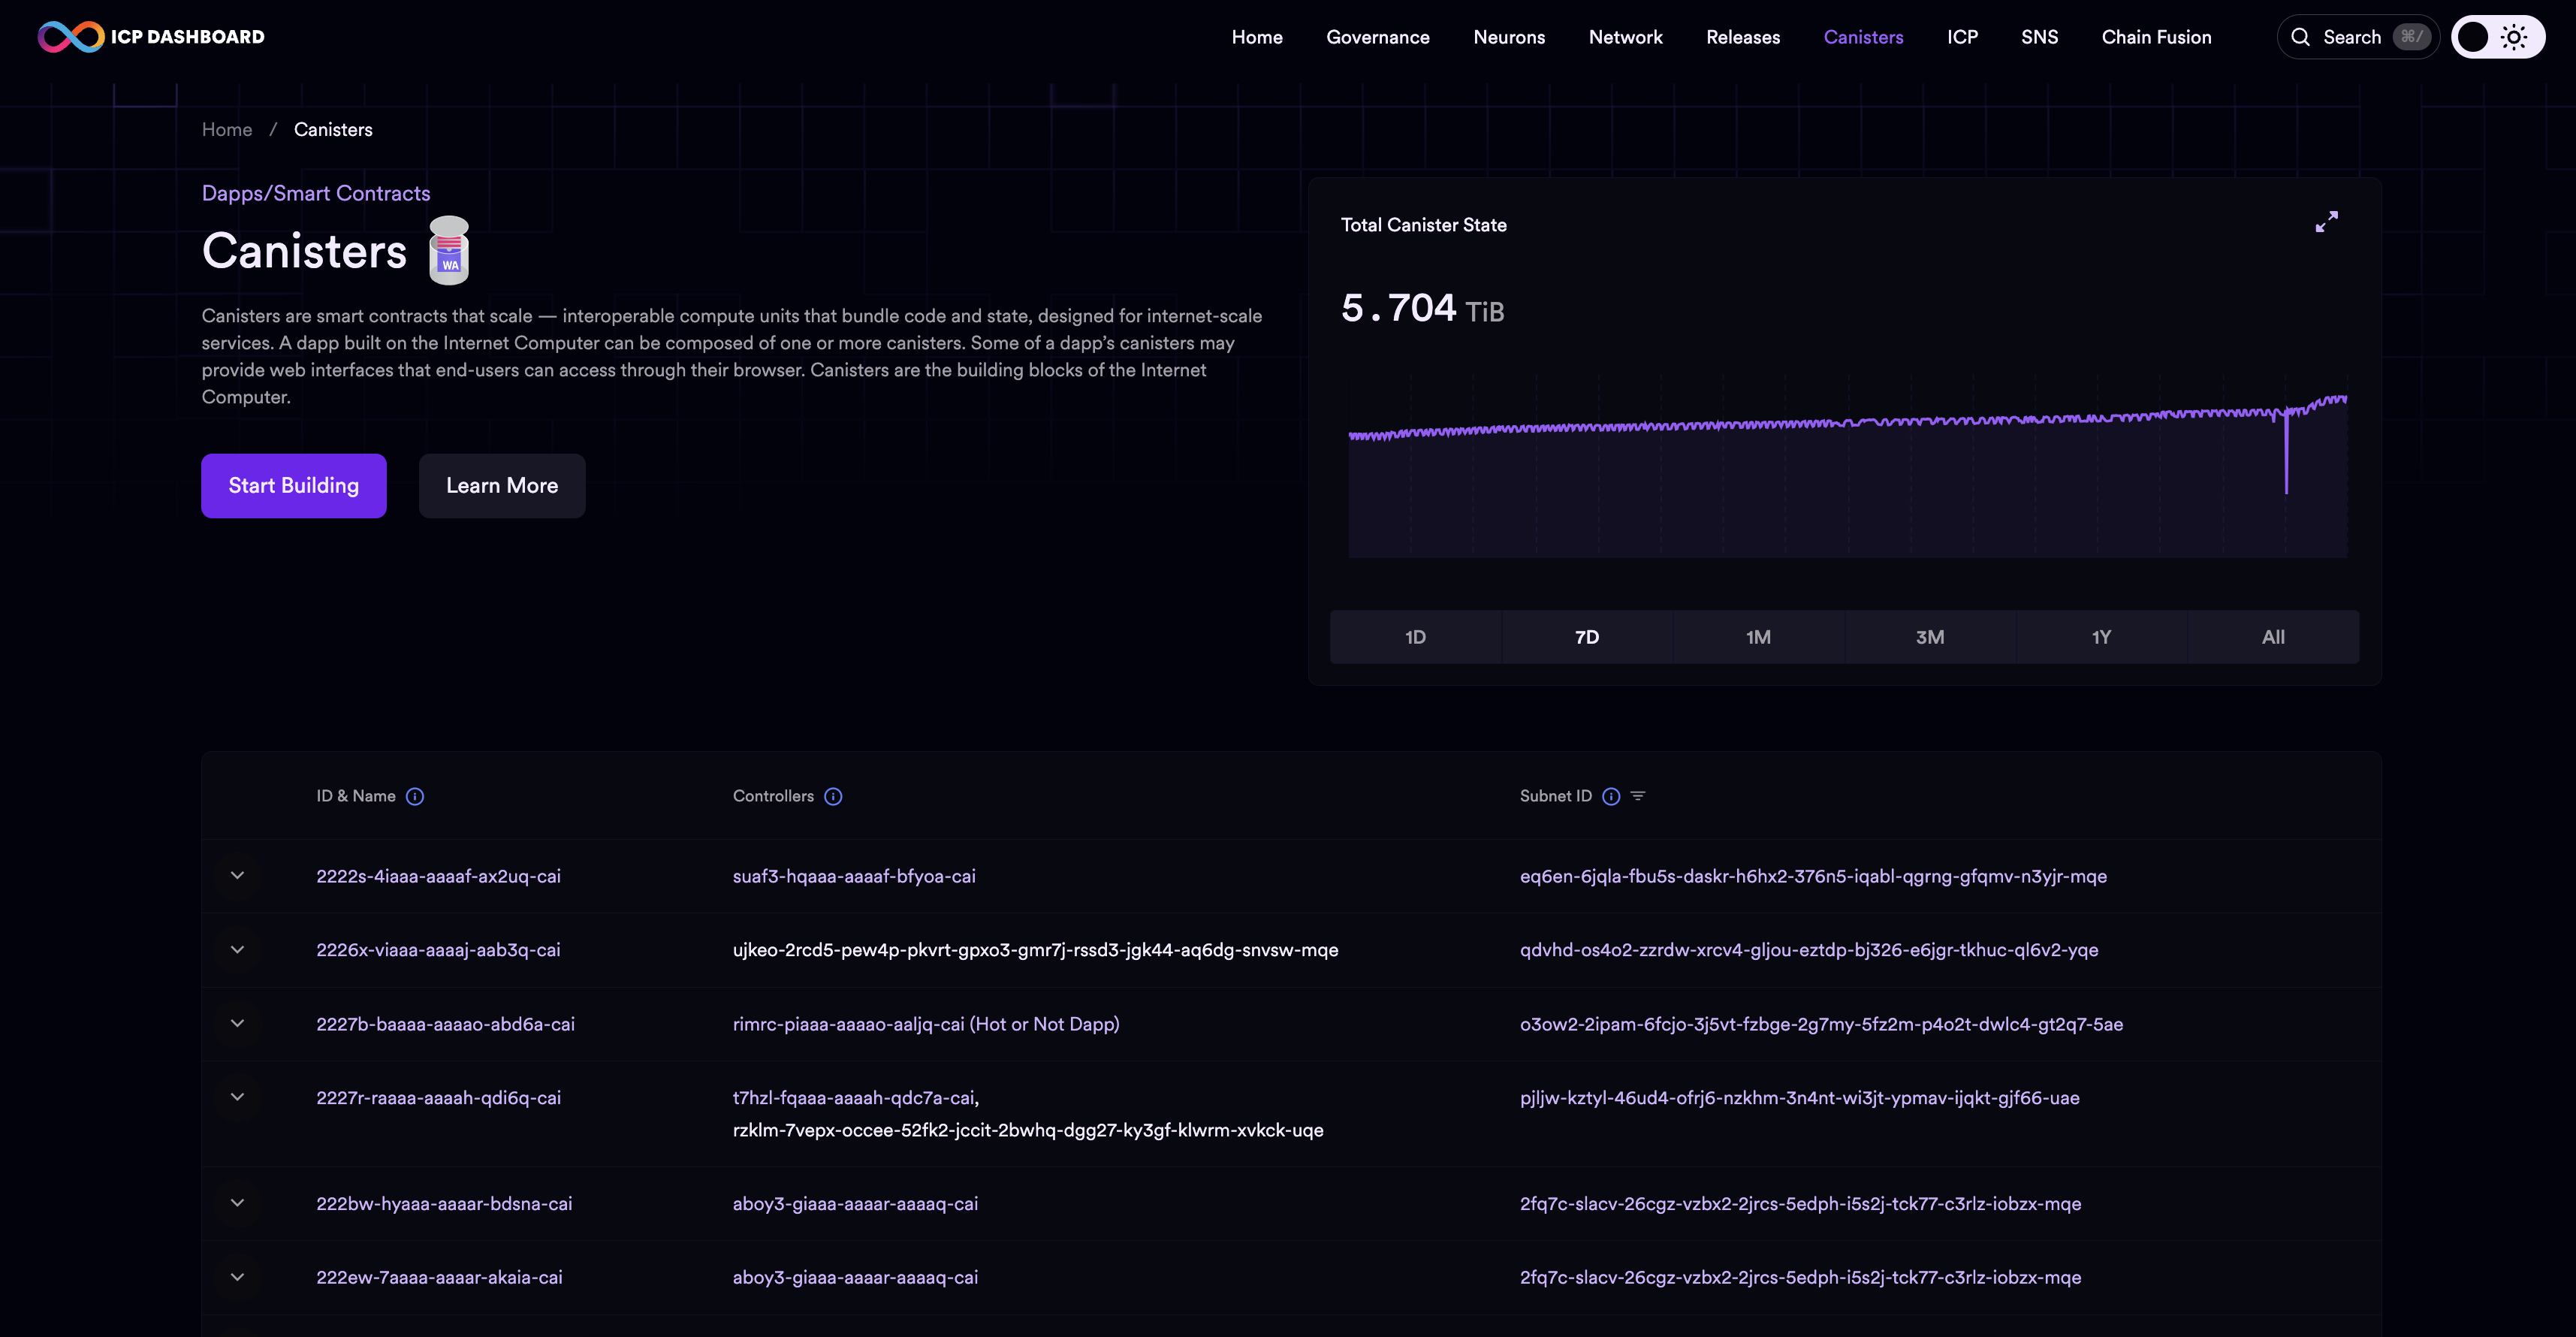 ICP DASHBOARD
Home Governance Neurons Network Releases Canisters ICP SNS Chain Fusion Search ⌘/
Home / Canisters
Dapps/Smart Contracts
Canisters
WA
Canisters are smart contracts that scale — interoperable compute units that bundle code and state, designed for internet-scale
services. A dapp built on the Internet Computer can be composed of one or more canisters. Some of a dapp’s canisters may
provide web interfaces that end-users can access through their browser. Canisters are the building blocks of the Internet
Computer.
Start Building Learn More
Total Canister State
5.704 TiB
1D 7D 1M 3M 1Y All
ID & Name Controllers Subnet ID
2222s-4iaaa-aaaaf-ax2uq-cai suaf3-hqaaa-aaaaf-bfyoa-cai eq6en-6jqla-fbu5s-daskr-h6hx2-376n5-iqabl-qgrng-gfqmv-n3yjr-mqe
2226x-viaaa-aaaaj-aab3q-cai ujkeo-2rcd5-pew4p-pkvrt-gpxo3-gmr7j-rssd3-jgk44-aq6dg-snvsw-mqe qdvhd-os4o2-zzrdw-xrcv4-gljou-eztdp-bj326-e6jgr-tkhuc-ql6v2-yqe
2227b-baaaa-aaaao-abd6a-cai rimrc-piaaa-aaaao-aaljq-cai (Hot or Not Dapp) o3ow2-2ipam-6fcjo-3j5vt-fzbge-2g7my-5fz2m-p4o2t-dwlc4-gt2q7-5ae
2227r-raaaa-aaaah-qdi6q-cai t7hzl-fqaaa-aaaah-qdc7a-cai, pjljw-kztyl-46ud4-ofrj6-nzkhm-3n4nt-wi3jt-ypmav-ijqkt-gjf66-uae
rzklm-7vepx-occee-52fk2-jccit-2bwhq-dgg27-ky3gf-klwrm-xvkck-uqe
222bw-hyaaa-aaaar-bdsna-cai aboy3-giaaa-aaaar-aaaaq-cai 2fq7c-slacv-26cgz-vzbx2-2jrcs-5edph-i5s2j-tck77-c3rlz-iobzx-mqe
222ew-7aaaa-aaaar-akaia-cai aboy3-giaaa-aaaar-aaaaq-cai 2fq7c-slacv-26cgz-vzbx2-2jrcs-5edph-i5s2j-tck77-c3rlz-iobzx-mqe